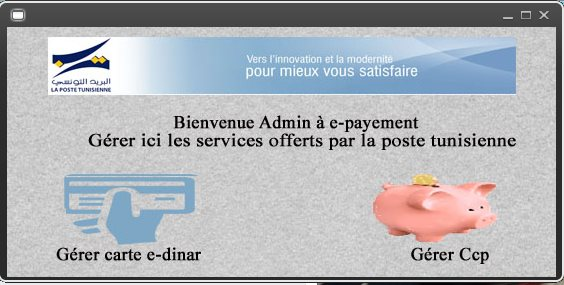 البريد التونسي
LA POSTE TUNISIENNE
Vers l'innovation et la modernité
pour mieux vous satisfaire
Bienvenue Admin à e-payement
Gérer ici les services offerts par la poste tunisienne
Gérer carte e-dinar
Gérer Ccp